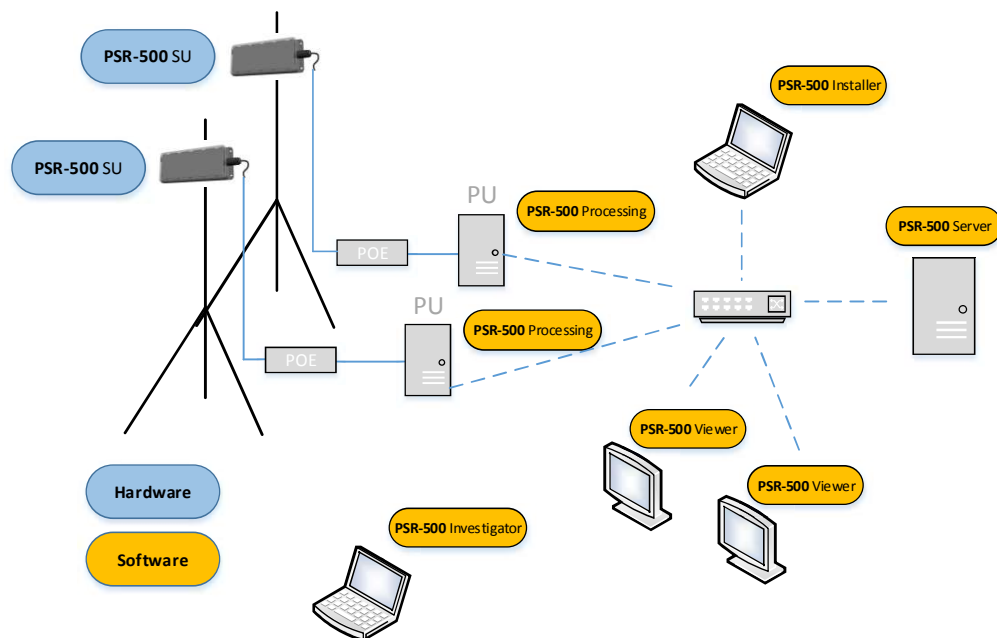 PSR-500 SU
PSR-500 SU
PSR-500 Installer
PU
PSR-500 Processing
PSR-500 Server
POE
PU
PSR-500 Processing
POE
PSR-500 Viewer
PSR-500 Viewer
Hardware
PSR-500 Investigator
Software